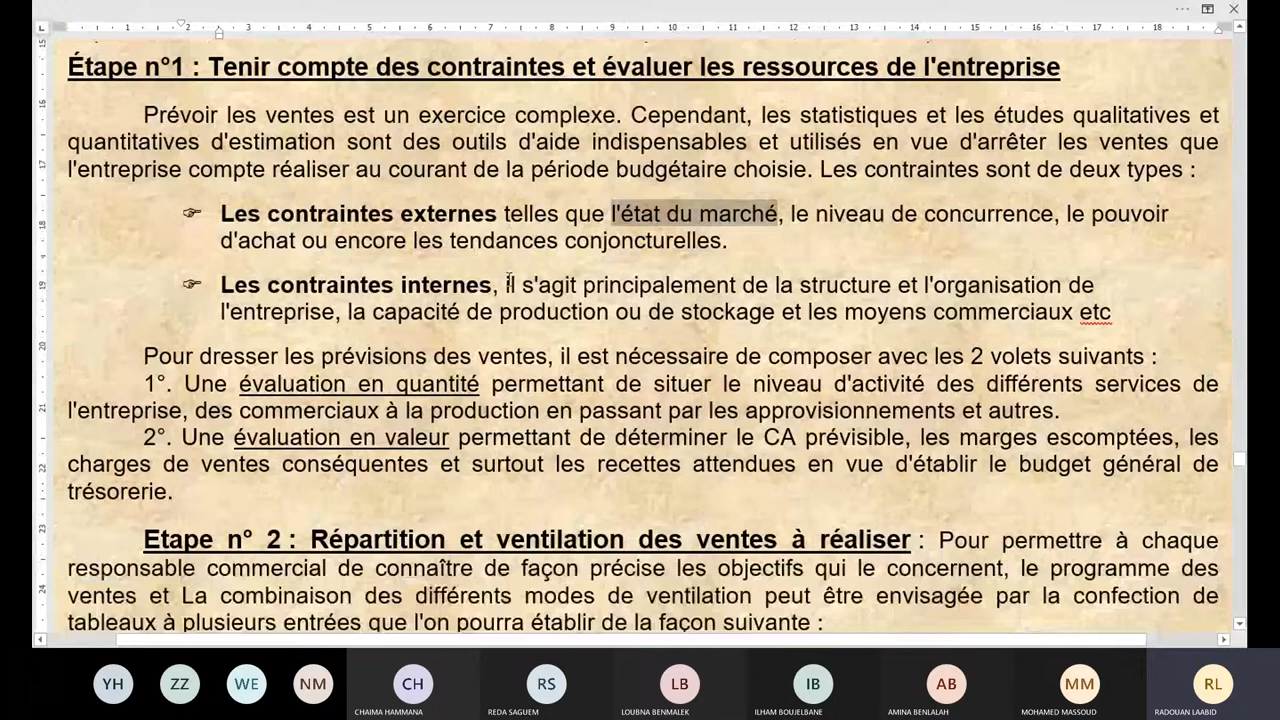 Étape n°1 : Tenir compte des contraintes et évaluer les ressources de l'entreprise
Prévoir les ventes est un exercice complexe. Cependant, les statistiques et les études qualitatives et
quantitatives d'estimation sont des outils d'aide indispensables et utilisés en vue d'arrêter les ventes que
l'entreprise compte réaliser au courant de la période budgétaire choisie. Les contraintes sont de deux types :
☞ Les contraintes externes telles que l'état du marché, le niveau de concurrence, le pouvoir
d'achat ou encore les tendances conjoncturelles.
☞ Les contraintes internes, il s'agit principalement de la structure et l'organisation de
l'entreprise, la capacité de production ou de stockage et les moyens commerciaux etc
Pour dresser les prévisions des ventes, il est nécessaire de composer avec les 2 volets suivants :
1°. Une évaluation en quantité permettant de situer le niveau d'activité des différents services de
l'entreprise, des commerciaux à la production en passant par les approvisionnements et autres.
2°. Une évaluation en valeur permettant de déterminer le CA prévisible, les marges escomptées, les
charges de ventes conséquentes et surtout les recettes attendues en vue d'établir le budget général de
trésorerie.
Etape n° 2 : Répartition et ventilation des ventes à réaliser : Pour permettre à chaque
responsable commercial de connaître de façon précise les objectifs qui le concernent, le programme des
ventes et La combinaison des différents modes de ventilation peut être envisagée par la confection de
tableaux à plusieurs entrées que l'on pourra établir de la façon suivante :
YH ZZ WE NM CH RS LB IB AB MM RL
CHAIMA HAMMANA REDA SAGUEM LOUBNA BENMALEK ILHAM BOUJELBANE AMINA BENLALAH MOHAMED MASSOUD RADOUAN LAABID